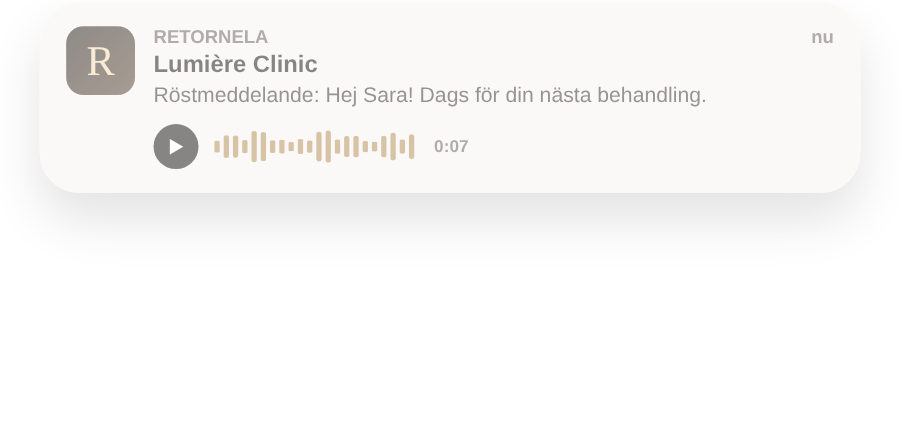 RETORNELA
nu
R
Lumière Clinic
Röstmeddelande: Hej Sara! Dags för din nästa behandling.
0:07